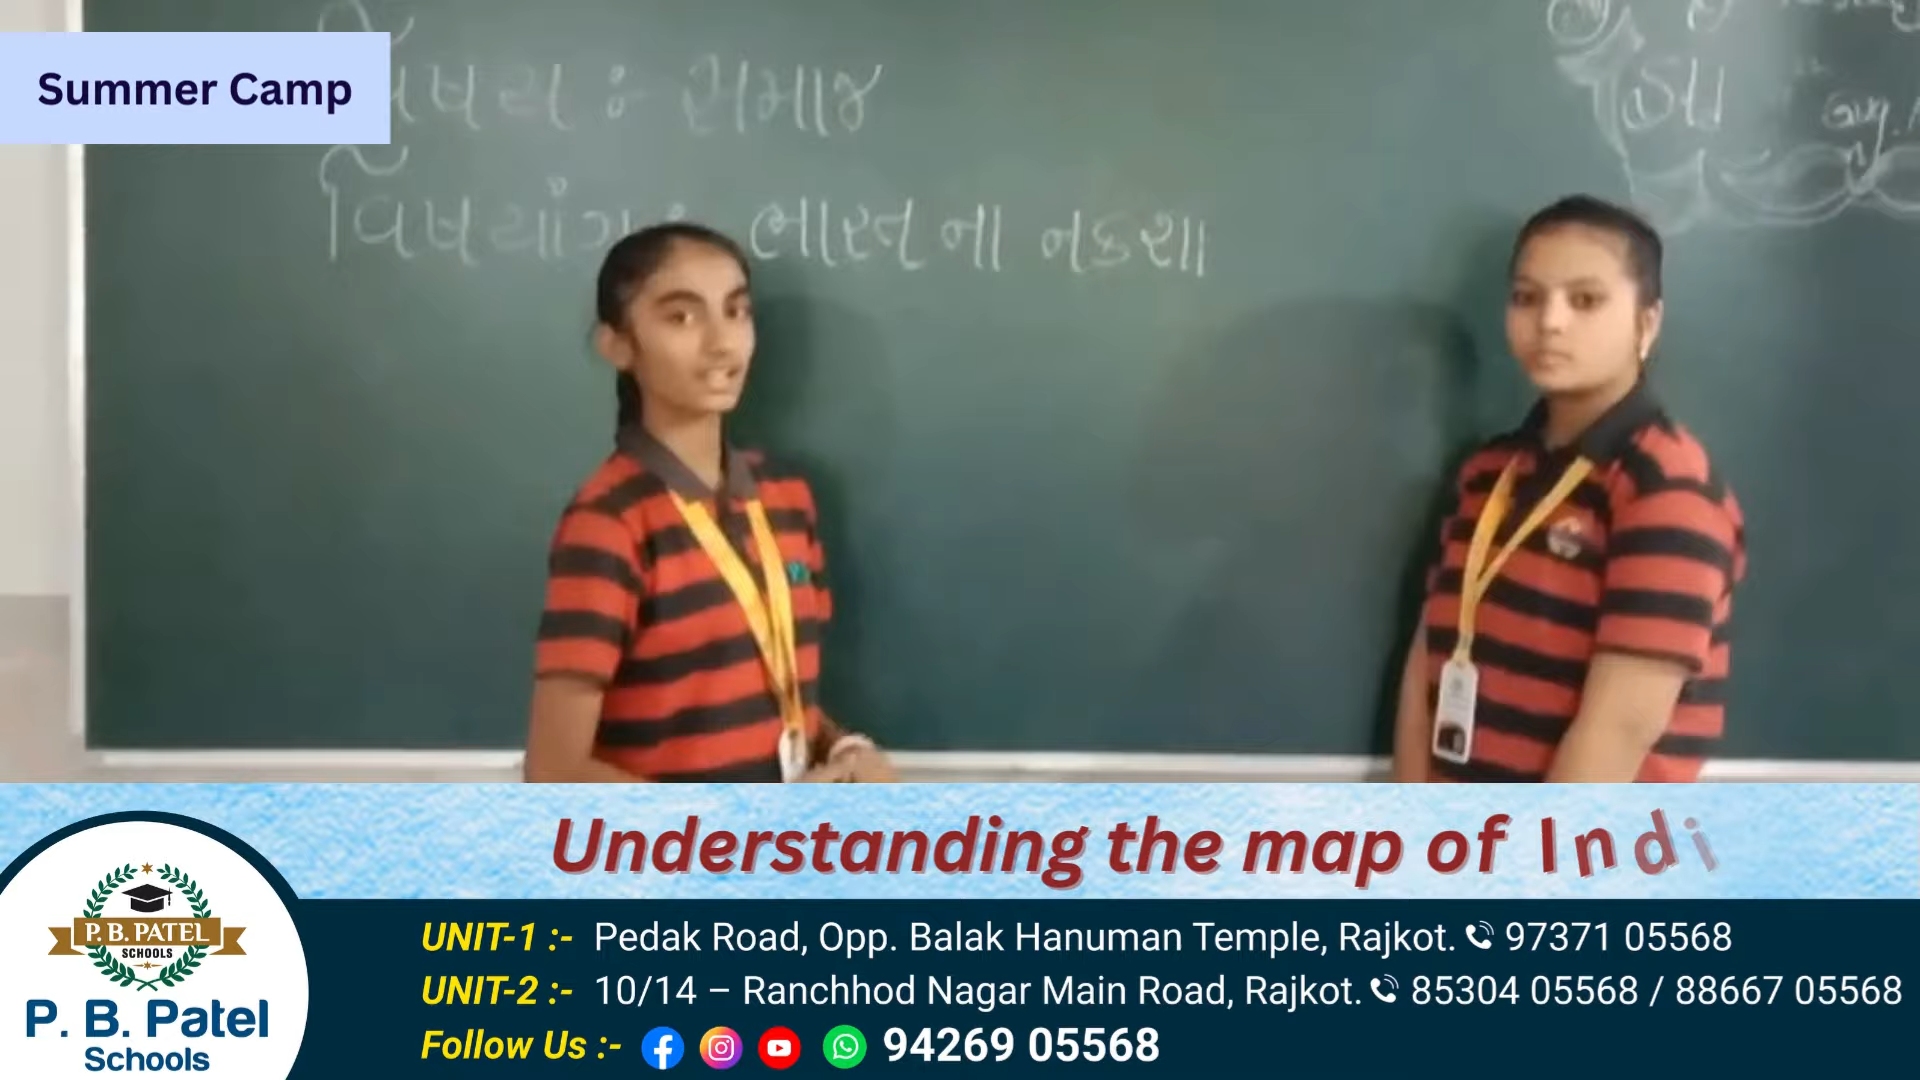 Summer Camp
વિષય : સમાજ
વિષયાંગ : ભારત ના નકશા
Understanding the map of Indi
P. B. PATEL
SCHOOLS
P. B. Patel
Schools
UNIT-1 :- Pedak Road, Opp. Balak Hanuman Temple, Rajkot. 97371 05568
UNIT-2 :- 10/14 – Ranchhod Nagar Main Road, Rajkot. 85304 05568 / 88667 05568
Follow Us :- 94269 05568